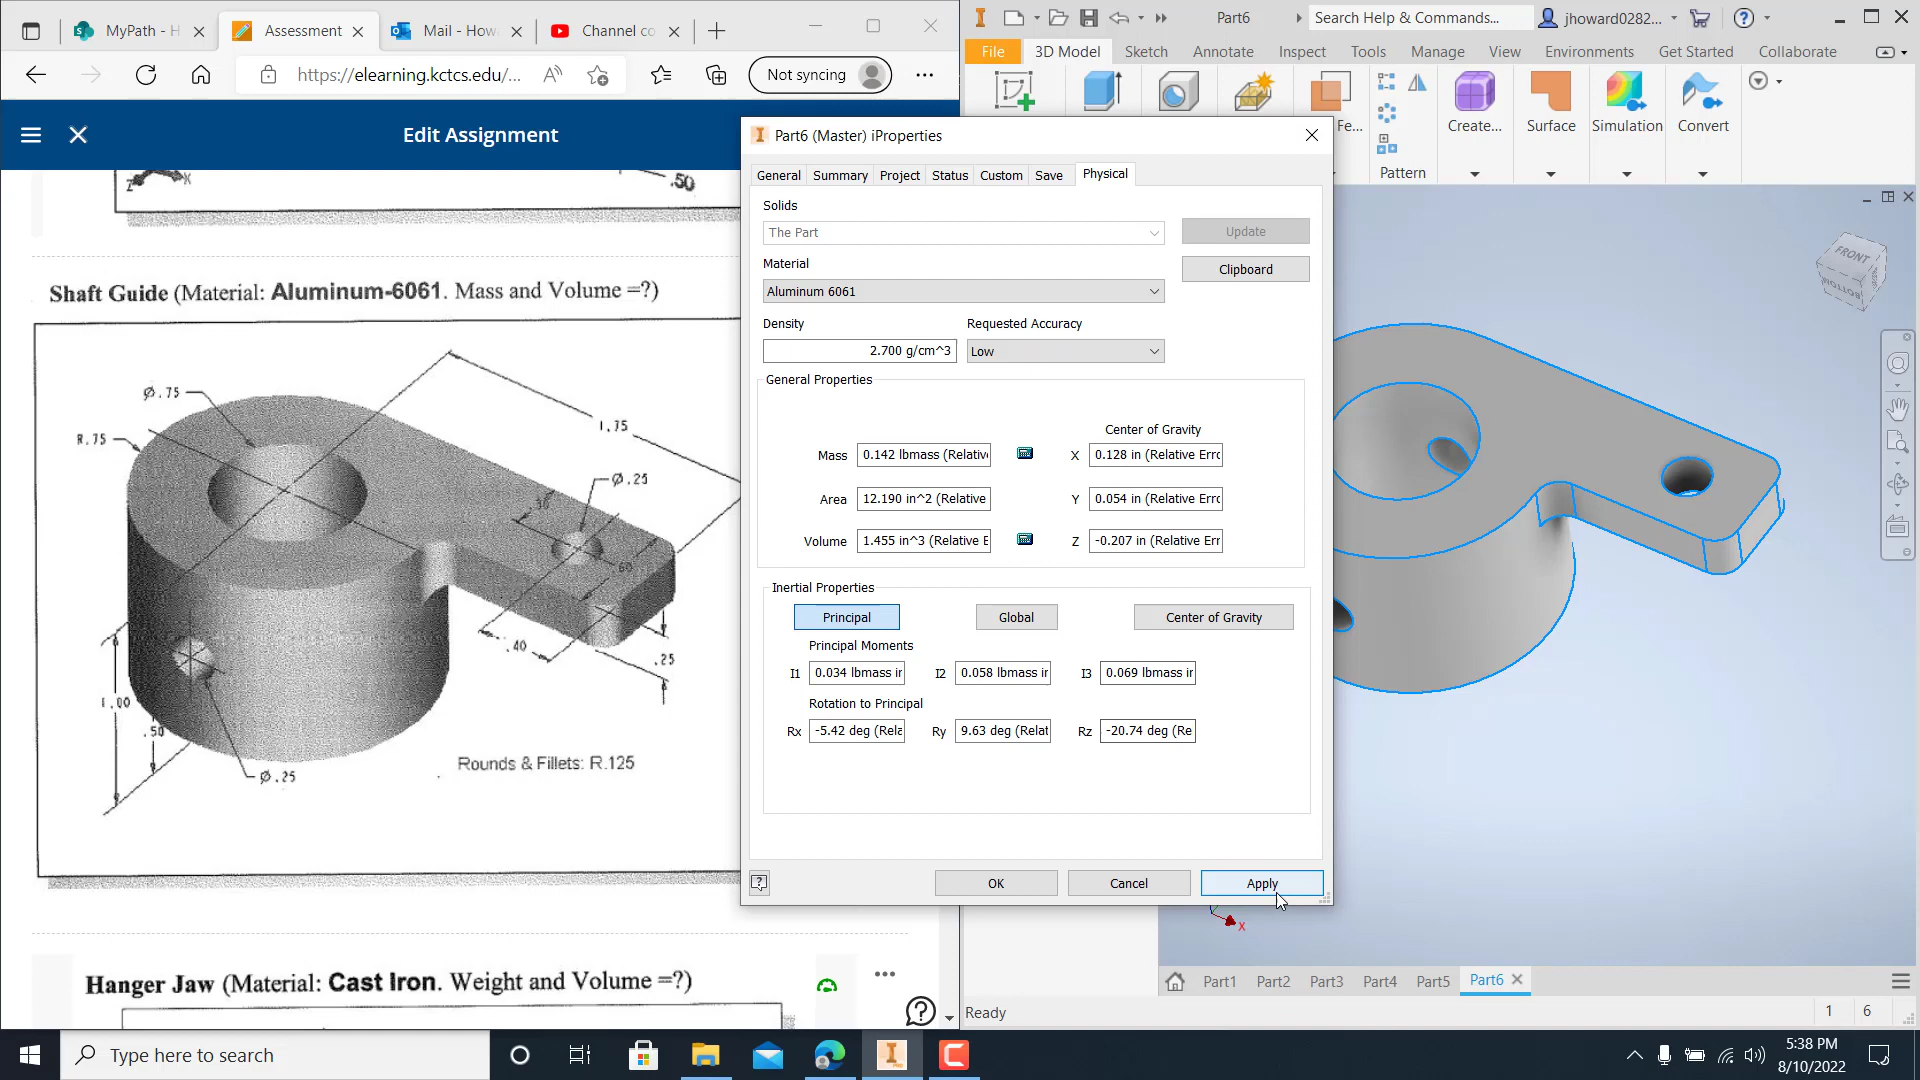 MyPath - H
Assessment
Mail - How
Channel co
https://elearning.kctcs.edu/...
Not syncing
Edit Assignment
Z
X
.50
Shaft Guide (Material: Aluminum-6061. Mass and Volume =?)
Ø.75
R.75
1.75
Ø.25
.40
.25
1.00
.50
Ø.25
Rounds & Fillets: R.125
Hanger Jaw (Material: Cast Iron. Weight and Volume =?)
Part6
Search Help & Commands...
jhoward0282...
File
3D Model
Sketch
Annotate
Inspect
Tools
Manage
View
Environments
Get Started
Collaborate
Fe...
Pattern
Create...
Surface
Simulation
Convert
Part6 (Master) iProperties
General
Summary
Project
Status
Custom
Save
Physical
Solids
The Part
Update
Material
Clipboard
Aluminum 6061
Density
Requested Accuracy
2.700 g/cm^3
Low
General Properties
Center of Gravity
Mass
0.142 lbmass (Relativ
X
0.128 in (Relative Erro
Area
12.190 in^2 (Relative
Y
0.054 in (Relative Erro
Volume
1.455 in^3 (Relative E
Z
-0.207 in (Relative Err
Inertial Properties
Principal
Global
Center of Gravity
Principal Moments
I1
0.034 lbmass in
I2
0.058 lbmass in
I3
0.069 lbmass in
Rotation to Principal
Rx
-5.42 deg (Rela
Ry
9.63 deg (Relat
Rz
-20.74 deg (Re
OK
Cancel
Apply
FRONT
BOTTOM
X
Part1
Part2
Part3
Part4
Part5
Part6
Ready
1
6
Type here to search
5:38 PM
8/10/2022